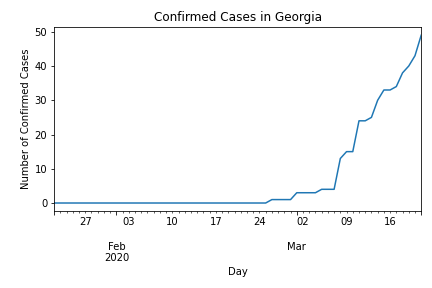 Confirmed Cases in Georgia
Number of Confirmed Cases
50
40
30
20
10
0
27 03 10 17 24 02 09 16
Feb Mar
2020
Day